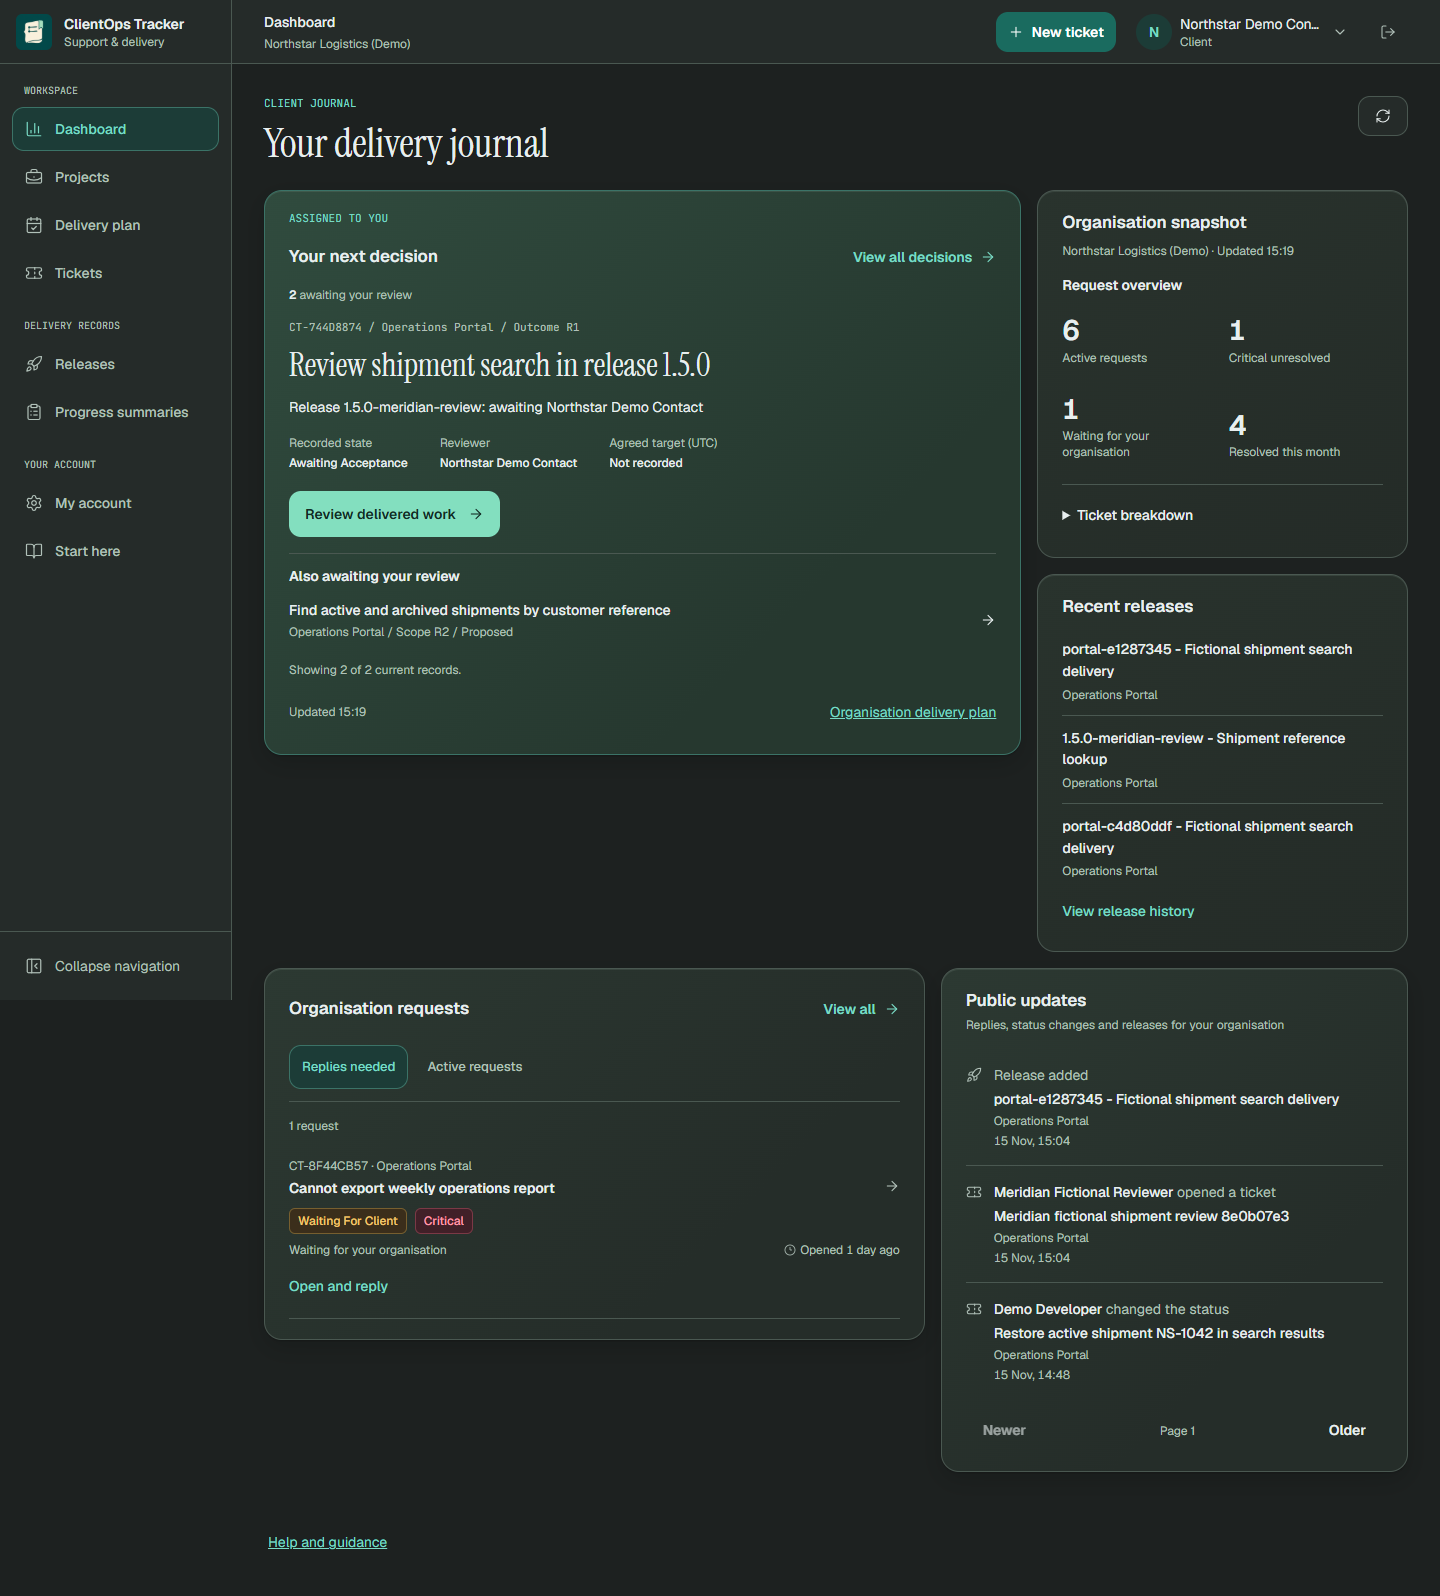 ClientOps Tracker
Support & delivery
Dashboard
Northstar Logistics (Demo)
New ticket
N
Northstar Demo Con...
Client
WORKSPACE
Dashboard
Projects
Delivery plan
Tickets
DELIVERY RECORDS
Releases
Progress summaries
YOUR ACCOUNT
My account
Start here
Collapse navigation
CLIENT JOURNAL
Your delivery journal
ASSIGNED TO YOU
Your next decision
View all decisions
2 awaiting your review
CT-744D8874 / Operations Portal / Outcome R1
Review shipment search in release 1.5.0
Release 1.5.0-meridian-review: awaiting Northstar Demo Contact
Recorded state
Awaiting Acceptance
Reviewer
Northstar Demo Contact
Agreed target (UTC)
Not recorded
Review delivered work
Also awaiting your review
Find active and archived shipments by customer reference
Operations Portal / Scope R2 / Proposed
Showing 2 of 2 current records.
Updated 15:19
Organisation delivery plan
Organisation snapshot
Northstar Logistics (Demo) · Updated 15:19
Request overview
6
Active requests
1
Critical unresolved
1
Waiting for your
organisation
4
Resolved this month
Ticket breakdown
Recent releases
portal-e1287345 - Fictional shipment search
delivery
Operations Portal
1.5.0-meridian-review - Shipment reference
lookup
Operations Portal
portal-c4d80ddf - Fictional shipment search
delivery
Operations Portal
View release history
Organisation requests
View all
Replies needed
Active requests
1 request
CT-8F44CB57 · Operations Portal
Cannot export weekly operations report
Waiting For Client
Critical
Waiting for your organisation
Opened 1 day ago
Open and reply
Public updates
Replies, status changes and releases for your organisation
Release added
portal-e1287345 - Fictional shipment search delivery
Operations Portal
15 Nov, 15:04
Meridian Fictional Reviewer opened a ticket
Meridian fictional shipment review 8e0b07e3
Operations Portal
15 Nov, 15:04
Demo Developer changed the status
Restore active shipment NS-1042 in search results
Operations Portal
15 Nov, 14:48
Newer
Page 1
Older
Help and guidance